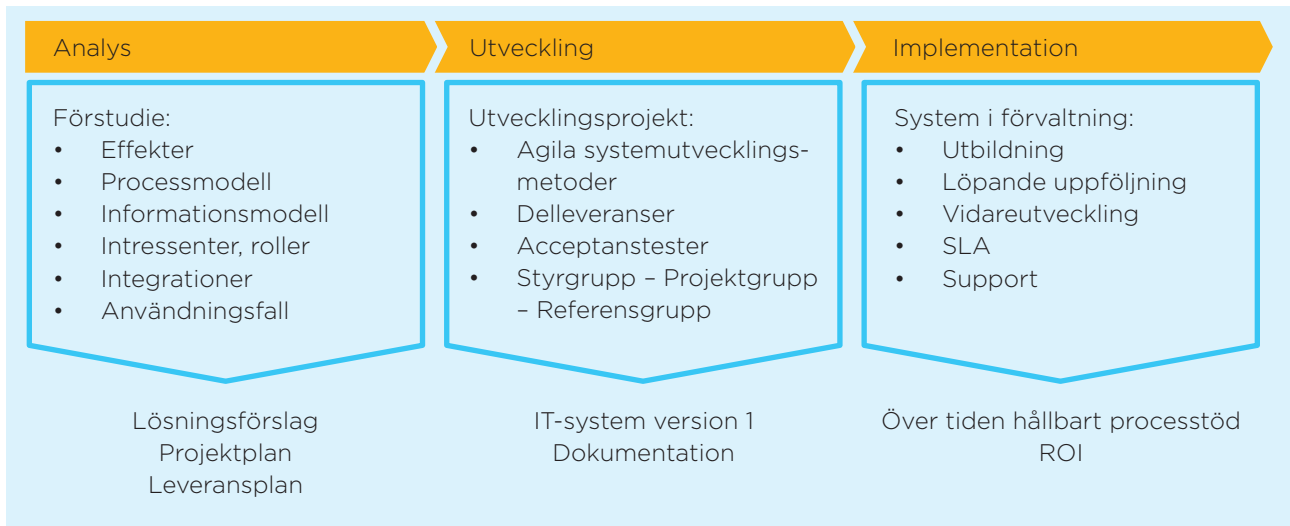 Analys
Utveckling
Implementation
Förstudie:
• Effekter
• Processmodell
• Informationsmodell
• Intressenter, roller
• Integrationer
• Användningsfall
Utvecklingsprojekt:
• Agila systemutvecklings-
metoder
• Delleveranser
• Acceptanstester
• Styrgrupp – Projektgrupp
– Referensgrupp
System i förvaltning:
• Utbildning
• Löpande uppföljning
• Vidareutveckling
• SLA
• Support
Lösningsförslag
Projektplan
Leveransplan
IT-system version 1
Dokumentation
Över tiden hållbart processtöd
ROI